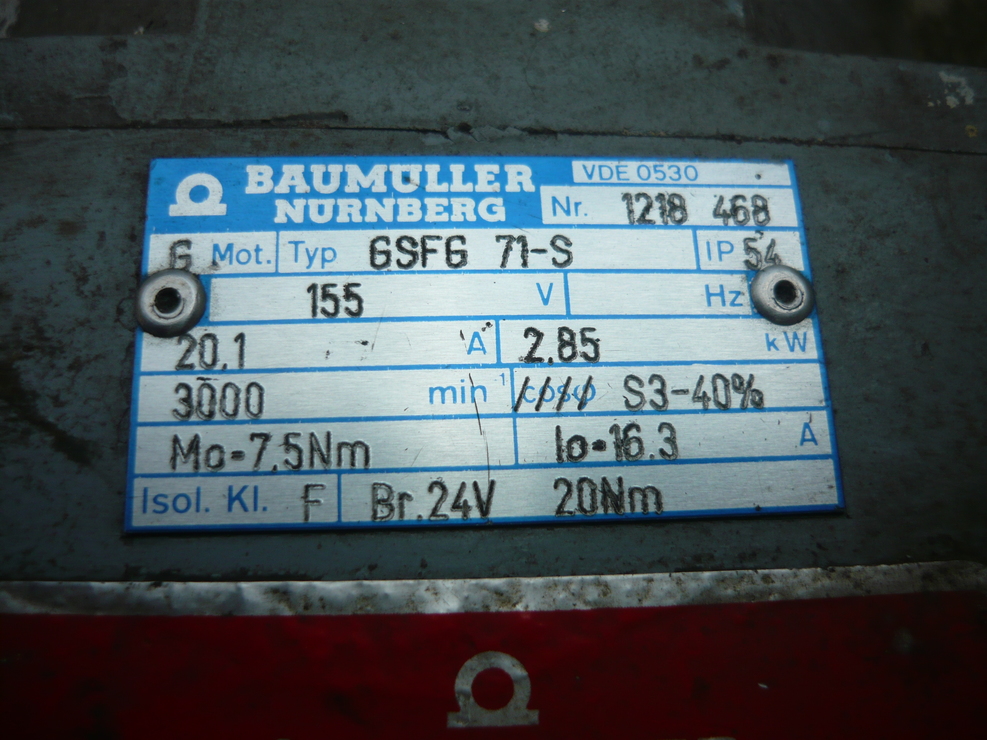 BAUMÜLLER
NÜRNBERG
VDE 0530
Nr. 1218 468
G Mot. Typ GSFG 71-S IP 54
155 V Hz
20.1 A 2.85 kW
3000 min⁻¹ cosφ S3-40%
Mo-7.5Nm Io-16.3 A
Isol. Kl. F Br.24V 20Nm